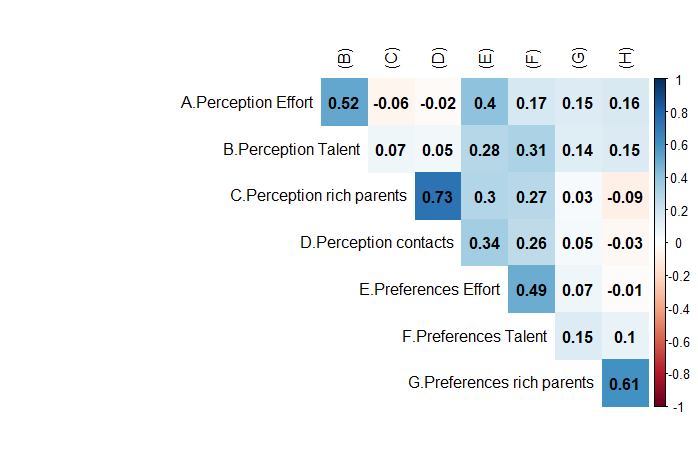 (B) (C) (D) (E) (F) (G) (H)
A.Perception Effort 0.52 -0.06 -0.02 0.4 0.17 0.15 0.16
B.Perception Talent 0.07 0.05 0.28 0.31 0.14 0.15
C.Perception rich parents 0.73 0.3 0.27 0.03 -0.09
D.Perception contacts 0.34 0.26 0.05 -0.03
E.Preferences Effort 0.49 0.07 -0.01
F.Preferences Talent 0.15 0.1
G.Preferences rich parents 0.61
1
0.8
0.6
0.4
0.2
0
-0.2
-0.4
-0.6
-0.8
-1